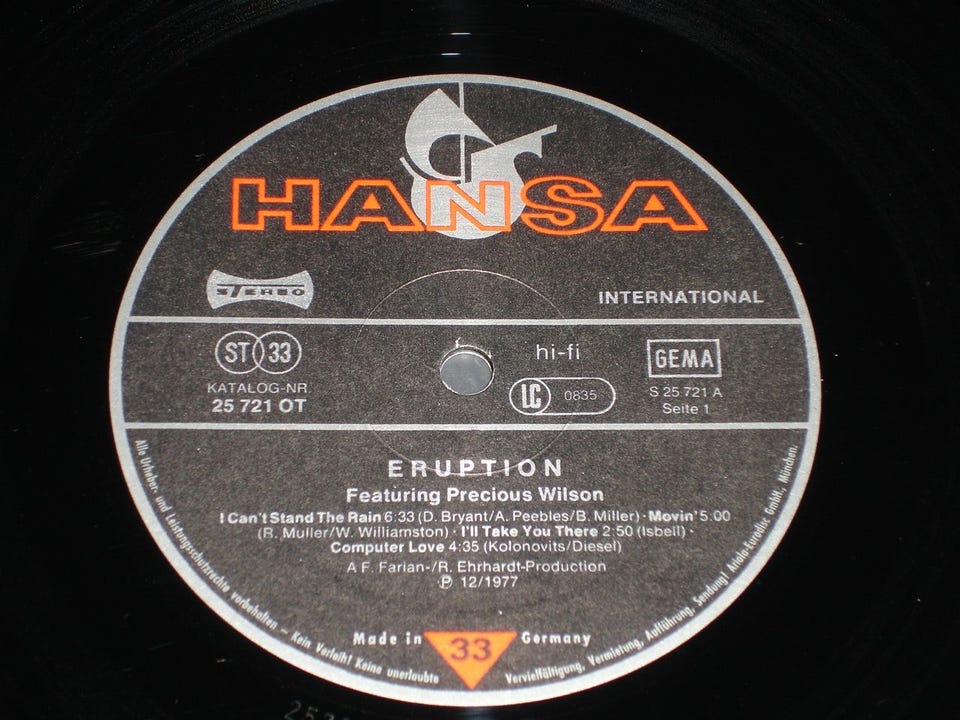 HANSA
STEREO
INTERNATIONAL
ST 33
KATALOG-NR
25 721 OT
hi-fi
LC 0835
GEMA
S 25 721 A
Seite 1
ERUPTION
Featuring Precious Wilson
I Can't Stand The Rain 6:33 (D. Bryant/A. Peebles/B. Miller) · Movin' 5:00
(R. Muller/W. Williamston) · I'll Take You There 2:50 (Isbell) ·
Computer Love 4:35 (Kolonovits/Diesel)
A F. Farian-/R. Ehrhardt-Production
℗ 12/1977
Made in 33 Germany
Alle Urheber- und Leistungsschutzrechte vorbehalten – Kein Verleih! Keine unerlaubte Vervielfältigung, Vermietung, Aufführung, Sendung! Ariola-Eurodisc GmbH., München.